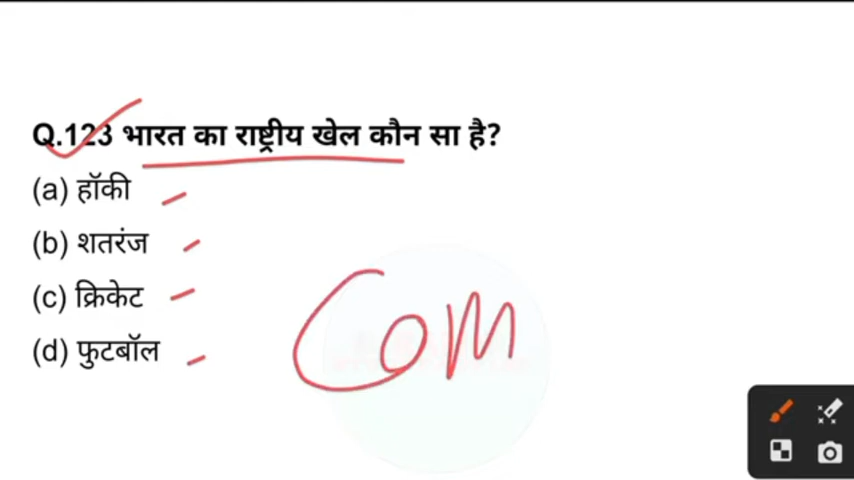 Q.123 भारत का राष्ट्रीय खेल कौन सा है?
(a) हॉकी
(b) शतरंज
(c) क्रिकेट
(d) फुटबॉल
Com